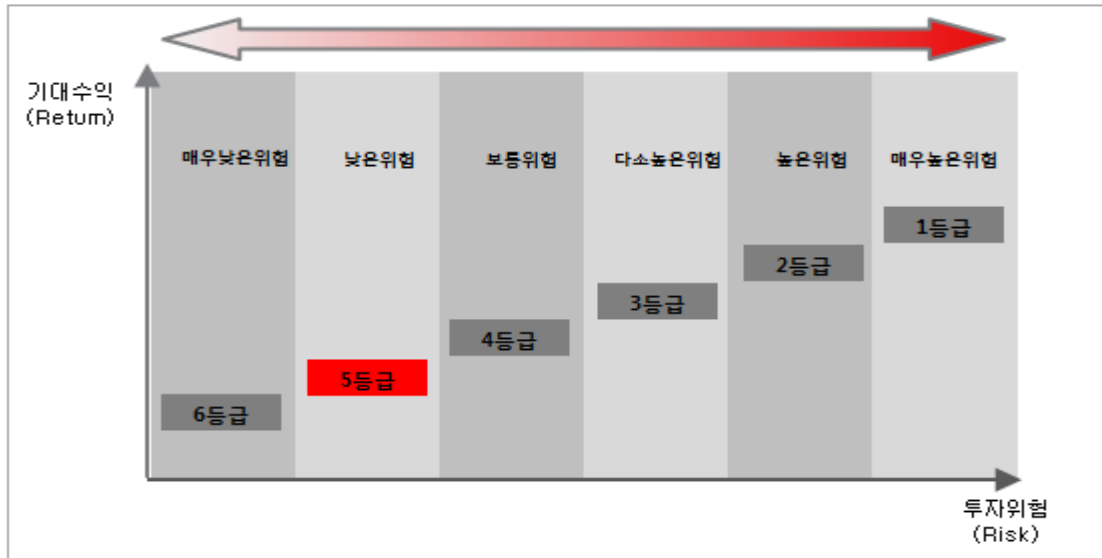 기대수익
(Retum)
매우낮은위험 낮은위험 보통위험 다소높은위험 높은위험 매우높은위험
1등급
2등급
3등급
4등급
5등급
6등급
투자위험
(Risk)